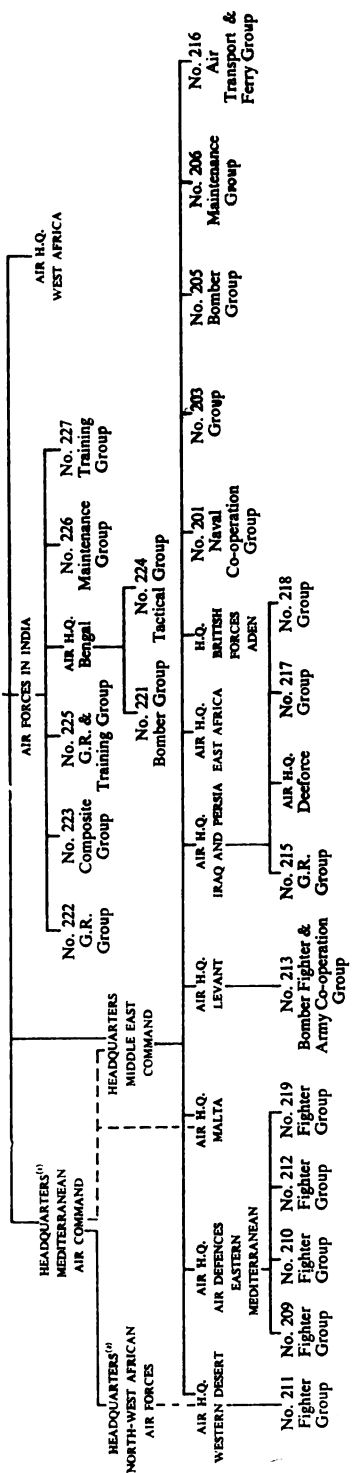 HEADQUARTERS(1)
MEDITERRANEAN
AIR COMMAND
AIR FORCES IN INDIA
AIR H.Q.
WEST AFRICA
No. 222
G.R.
Group
No. 223
Composite
Group
No. 225
G.R. &
Training Group
AIR H.Q.
Bengal
No. 226
Maintenance
Group
No. 227
Training
Group
No. 221
Bomber Group
No. 224
Tactical Group
HEADQUARTERS(2)
NORTH-WEST AFRICAN
AIR FORCES
HEADQUARTERS
MIDDLE EAST
COMMAND
AIR H.Q.
WESTERN DESERT
AIR H.Q.
AIR DEFENCES
EASTERN
MEDITERRANEAN
AIR H.Q.
MALTA
AIR H.Q.
LEVANT
AIR H.Q.
IRAQ AND PERSIA
AIR H.Q.
EAST AFRICA
H.Q.
BRITISH
FORCES
ADEN
No. 201
Naval
Co-operation
Group
No. 203
Group
No. 205
Bomber
Group
No. 206
Maintenance
Group
No. 216
Air
Transport &
Ferry Group
No. 211
Fighter
Group
No. 209
Fighter
Group
No. 210
Fighter
Group
No. 212
Fighter
Group
No. 219
Fighter
Group
No. 213
Bomber Fighter &
Army Co-operation
Group
No. 215
G.R.
Group
AIR H.Q.
Deeforce
No. 217
Group
No. 218
Group